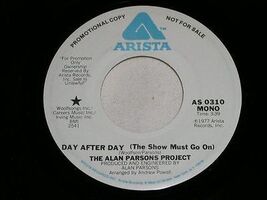 PROMOTIONAL COPY
NOT FOR SALE
ARISTA
"For
Promotion Only
Ownership
Reserved By
Arista Records,
Inc. Sale is
Unlawful"
AS 0310
MONO
Time: 3:39
Woolfsongs Inc./
Careers Music Inc./
Irving Music Inc.
BMI
2541
℗1977 Arista
Records, Inc.
DAY AFTER DAY (The Show Must Go On)
(Woolfson/Parsons)
THE ALAN PARSONS PROJECT
PRODUCED AND ENGINEERED BY
ALAN PARSONS
Arranged by Andrew Powell